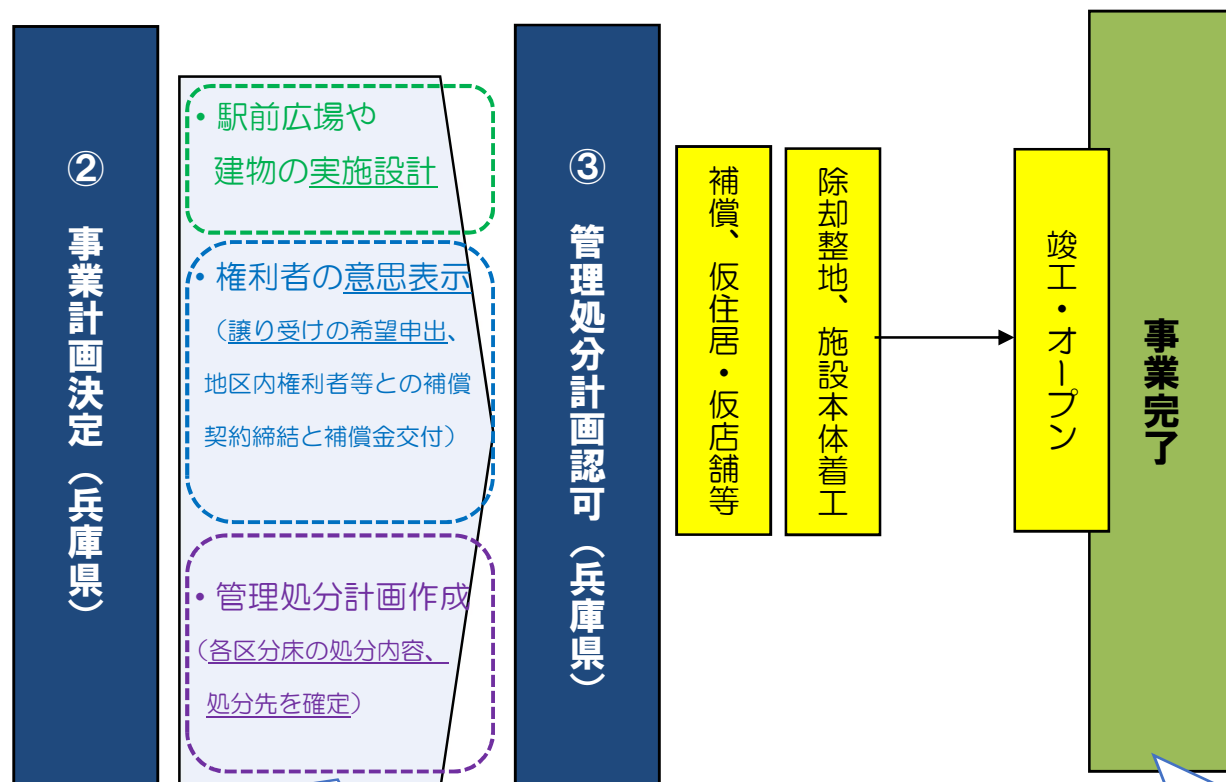 ② 事業計画決定（兵庫県）
・駅前広場や
建物の実施設計
・権利者の意思表示
（譲り受けの希望申出、
地区内権利者等との補償
契約締結と補償金交付）
・管理処分計画作成
（各区分床の処分内容、
処分先を確定）
③ 管理処分計画認可（兵庫県）
補償、仮住居・仮店舗等
除却整地、施設本体着工
竣工・オープン
事業完了